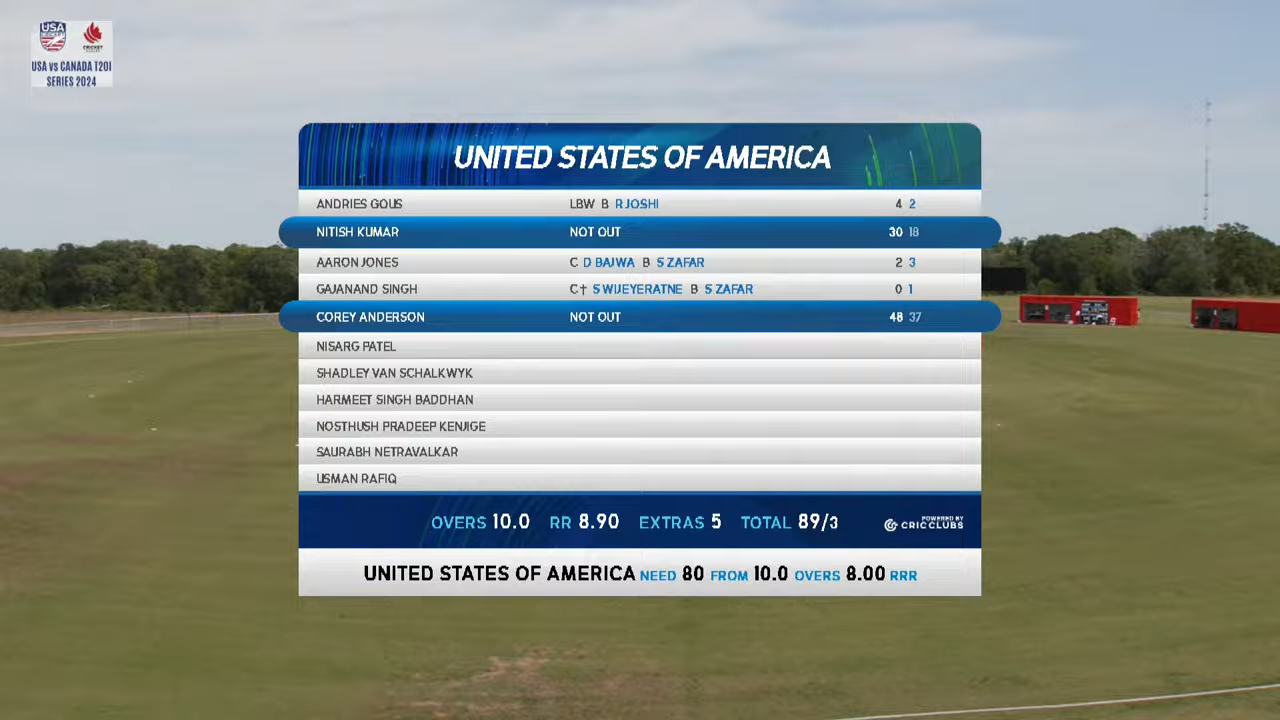 USA
CRICKET
USA vs CANADA T20I
SERIES 2024
UNITED STATES OF AMERICA
ANDRIES GOUS LBW B R JOSHI 4 2
NITISH KUMAR NOT OUT 30 18
AARON JONES C D BAJWA B S ZAFAR 2 3
GAJANAND SINGH C† S WIJEYERATNE B S ZAFAR 0 1
COREY ANDERSON NOT OUT 48 37
NISARG PATEL
SHADLEY VAN SCHALKWYK
HARMEET SINGH BADDHAN
NOSTHUSH PRADEEP KENJIGE
SAURABH NETRAVALKAR
USMAN RAFIQ
OVERS 10.0 RR 8.90 EXTRAS 5 TOTAL 89/3
POWERED BY
CRICCLUBS
UNITED STATES OF AMERICA NEED 80 FROM 10.0 OVERS 8.00 RRR